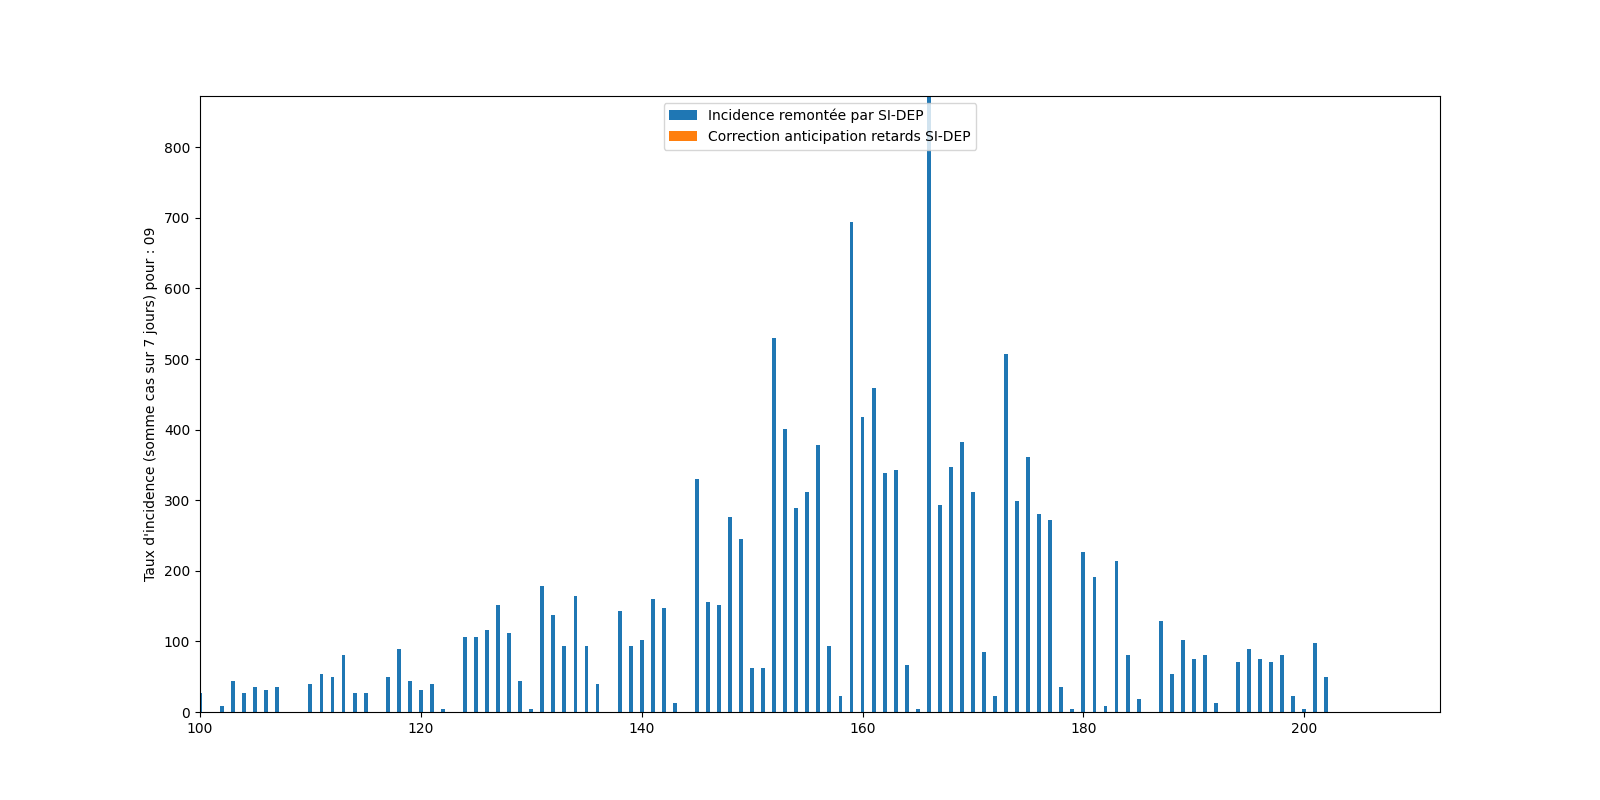 Incidence remontée par SI-DEP
Correction anticipation retards SI-DEP
Taux d'incidence (somme cas sur 7 jours) pour : 09
800
700
600
500
400
300
200
100
0
100 120 140 160 180 200